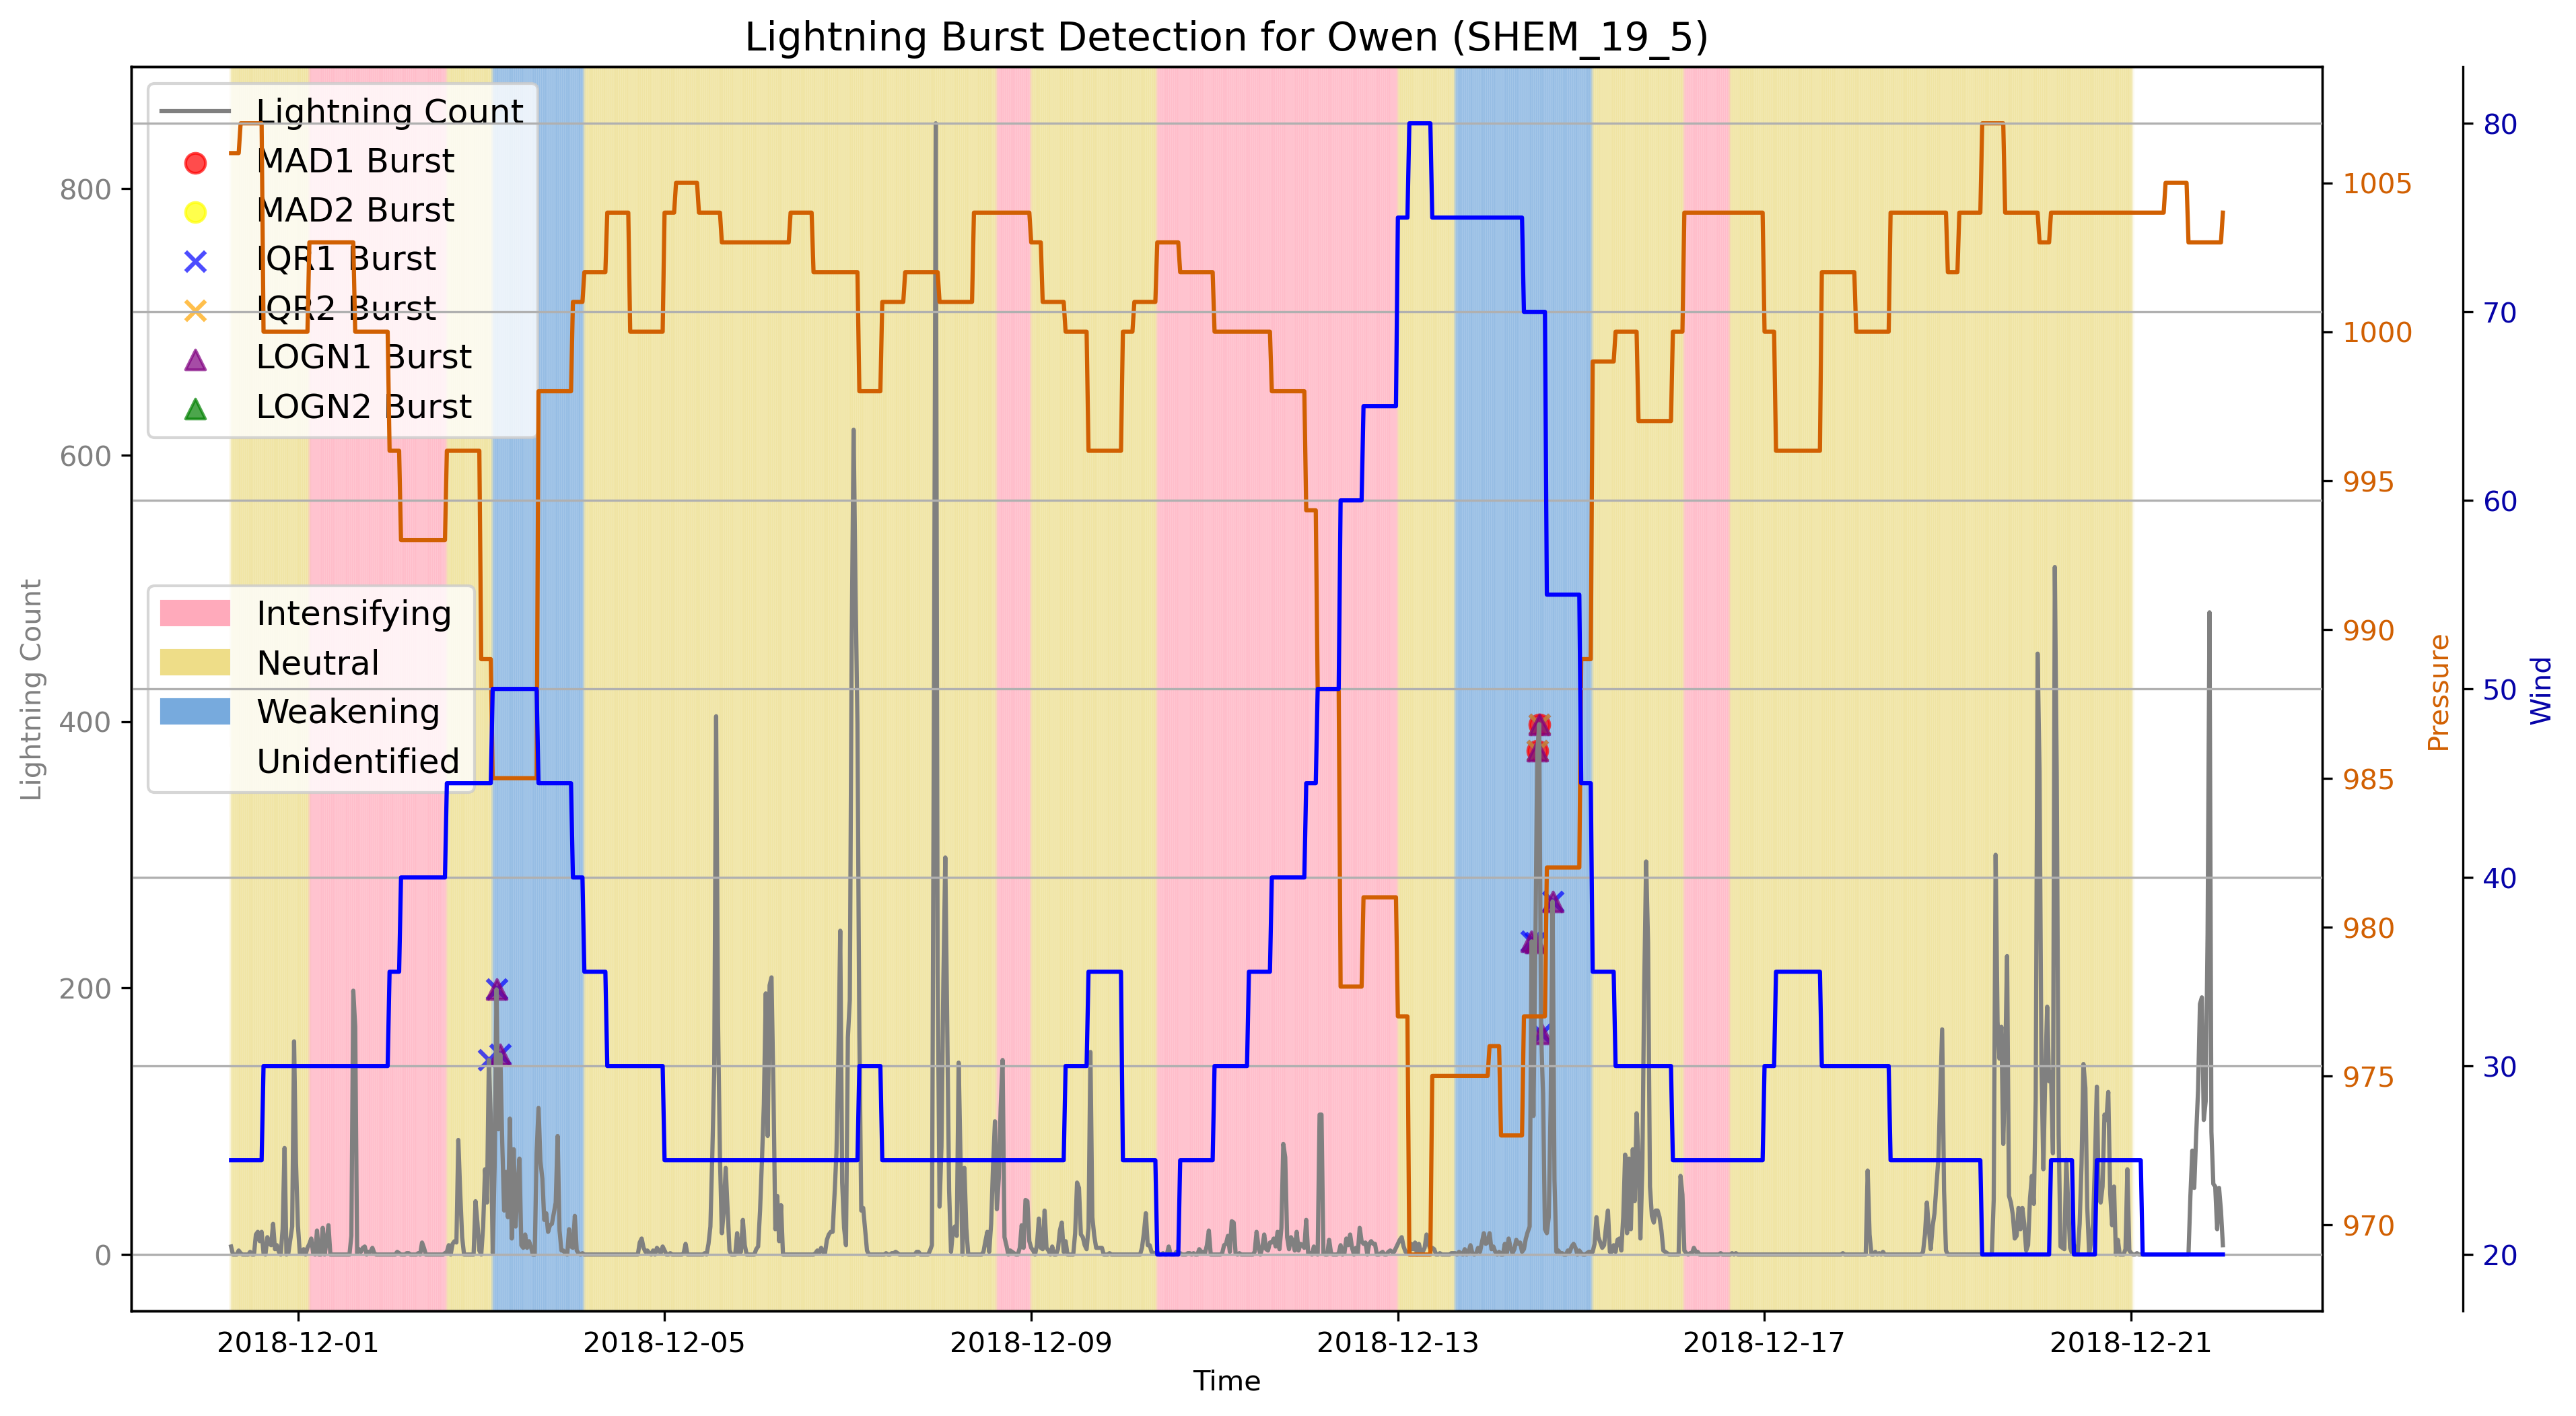 Lightning Burst Detection for Owen (SHEM_19_5)
Lightning Count
MAD1 Burst
MAD2 Burst
IQR1 Burst
IQR2 Burst
LOGN1 Burst
LOGN2 Burst
Intensifying
Neutral
Weakening
Unidentified
Lightning Count
800
600
400
200
0
1005
1000
995
990
985
980
975
970
Pressure
80
70
60
50
40
30
20
Wind
2018-12-01
2018-12-05
2018-12-09
2018-12-13
2018-12-17
2018-12-21
Time